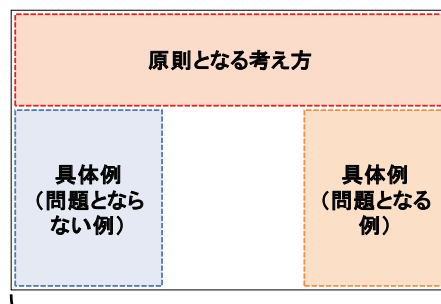 原則となる考え方
具体例
（問題となら
ない例）
具体例
（問題となる
例）